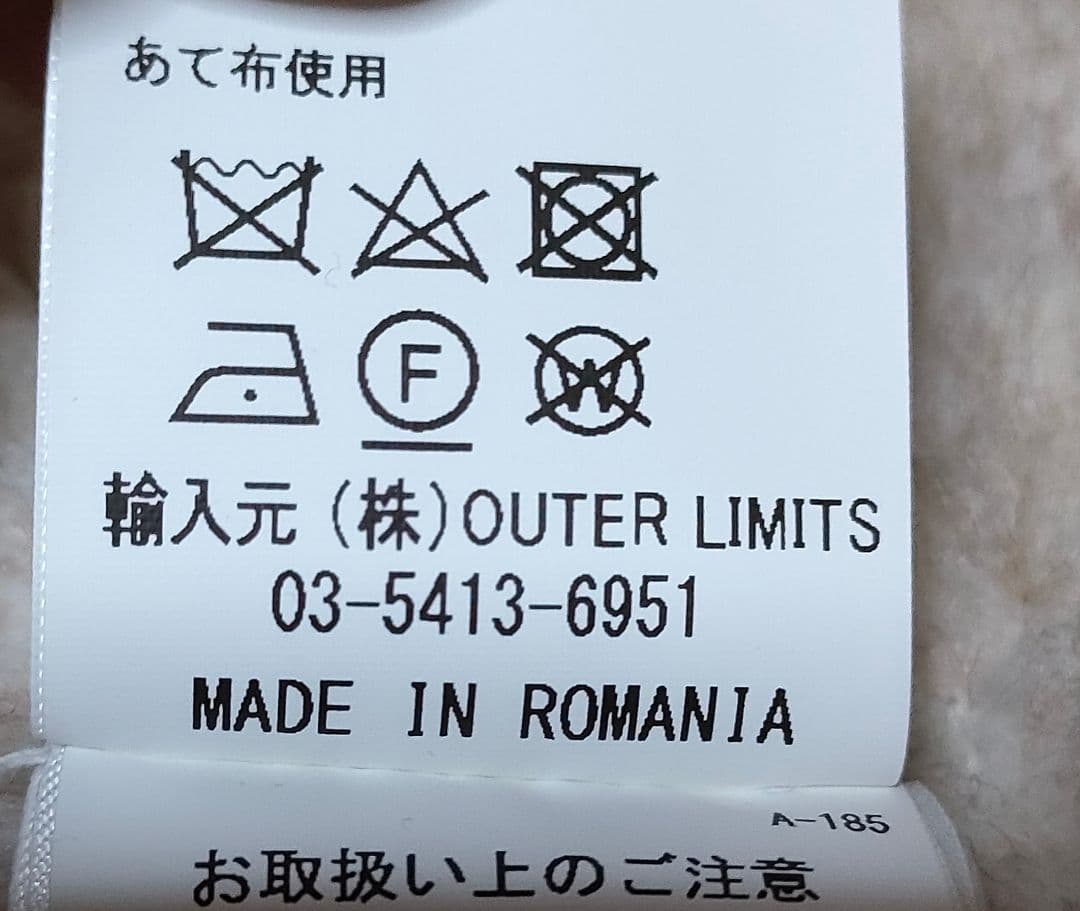 あて布使用
F W
輸入元 (株)OUTER LIMITS
03-5413-6951
MADE IN ROMANIA
A-185
お取扱い上のご注意